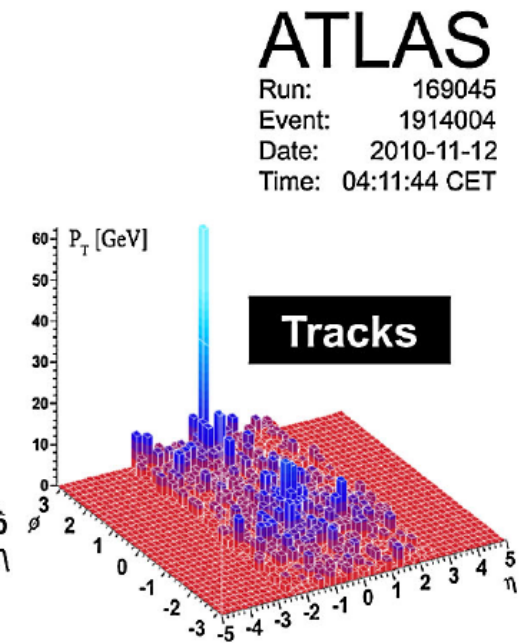 ATLAS
Run: 169045
Event: 1914004
Date: 2010-11-12
Time: 04:11:44 CET
P_T [GeV]
Tracks
60
50
40
30
20
10
0
3
2
1
0
-1
-2
-3
ϕ
-5 -4 -3 -2 -1 0 1 2 3 4 5
η
η